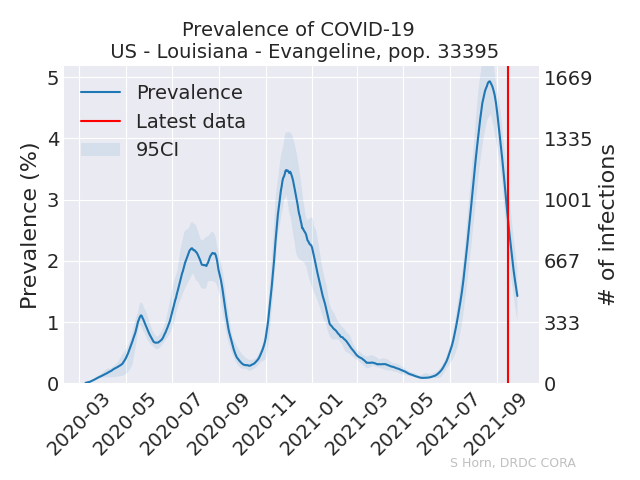 Prevalence of COVID-19
US - Louisiana - Evangeline, pop. 33395
Prevalence
Latest data
95CI
Prevalence (%)
5
4
3
2
1
0
1669
1335
1001
667
333
0
# of infections
2020-03
2020-05
2020-07
2020-09
2020-11
2021-01
2021-03
2021-05
2021-07
2021-09
S Horn, DRDC CORA